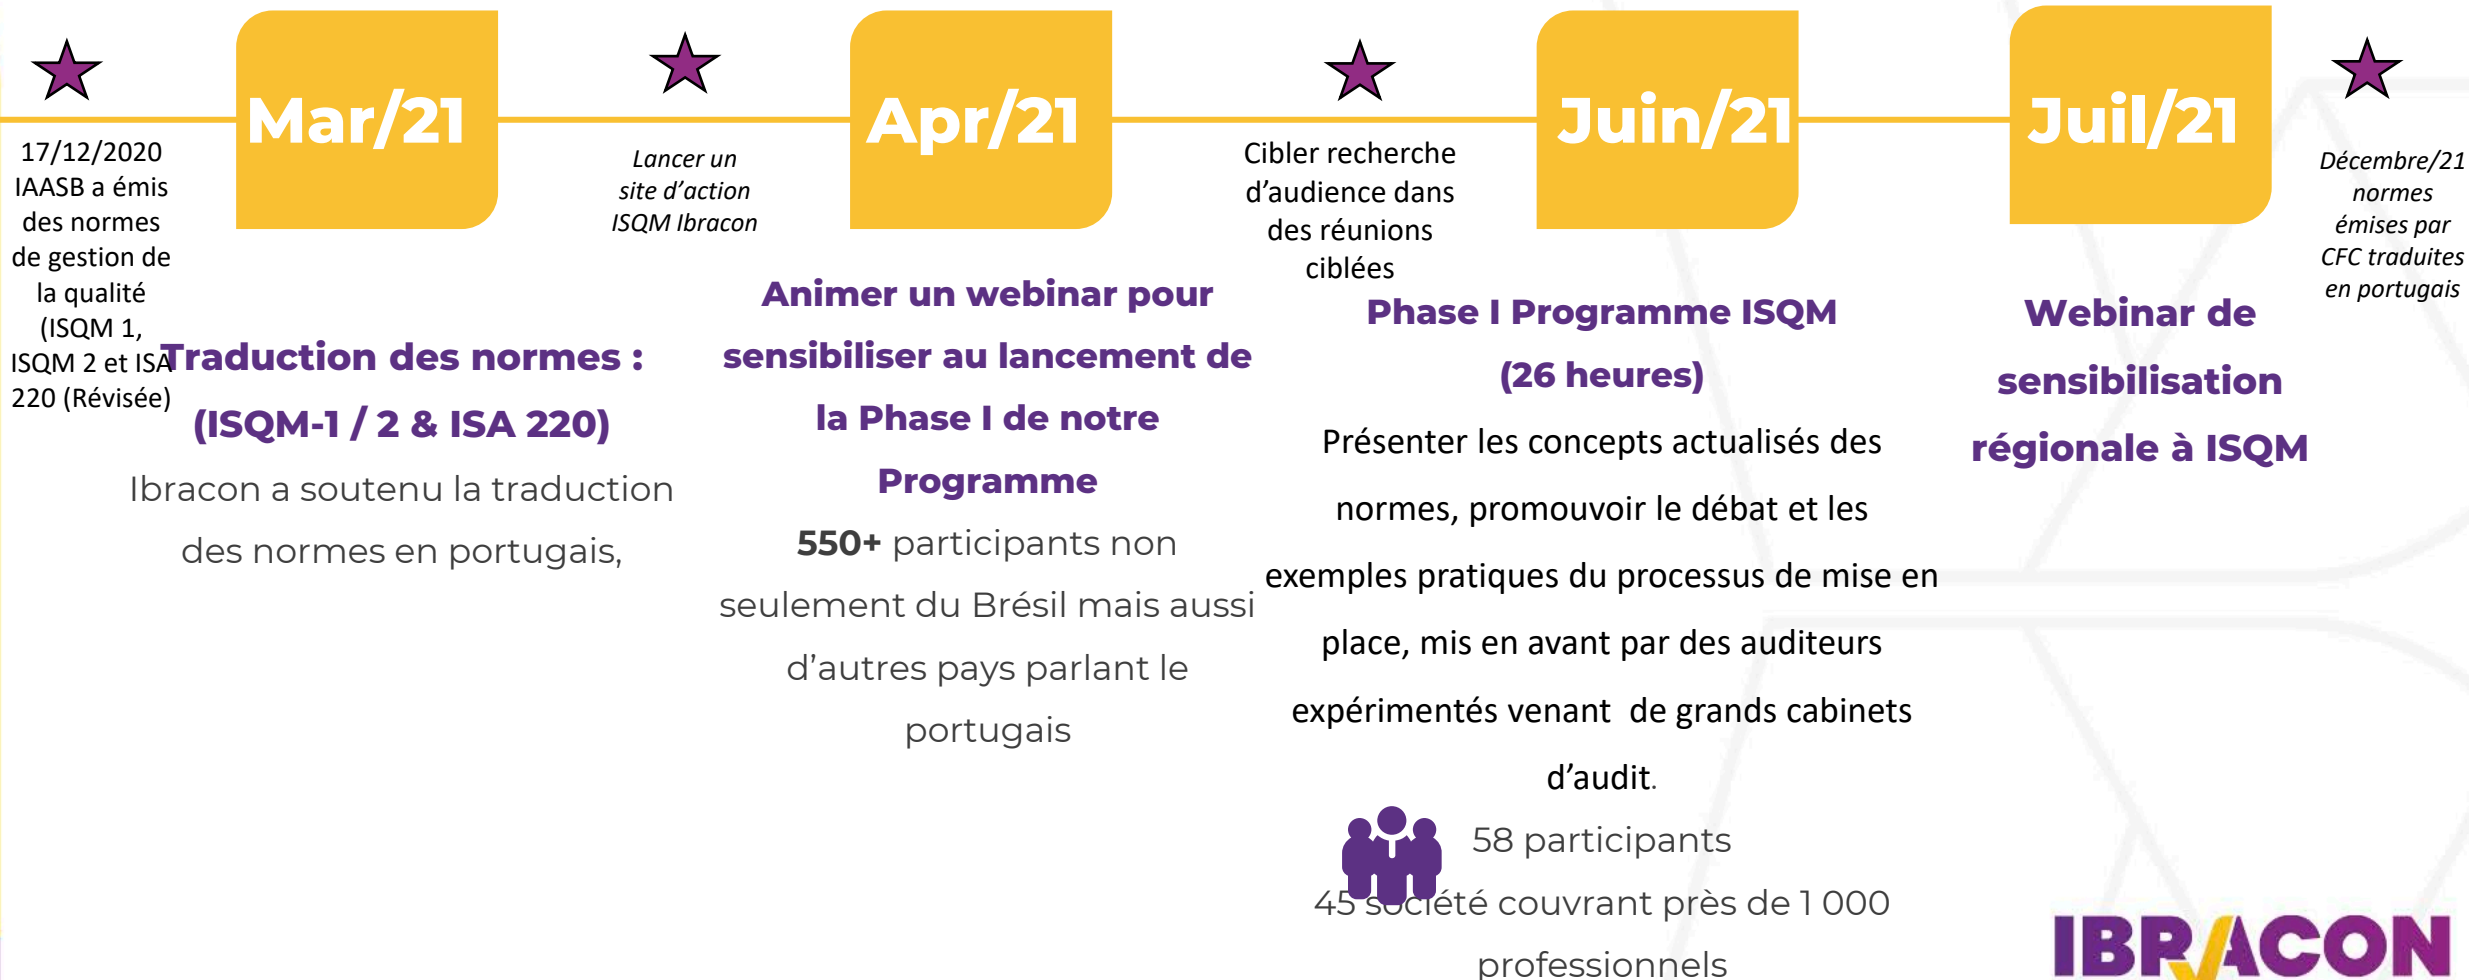 17/12/2020
IAASB a émis
des normes
de gestion de
la qualité
(ISQM 1,
ISQM 2 et ISA
220 (Révisée)
Mar/21
Traduction des normes :
(ISQM-1 / 2 & ISA 220)
Ibracon a soutenu la traduction
des normes en portugais,
Lancer un
site d’action
ISQM Ibracon
Apr/21
Animer un webinar pour
sensibiliser au lancement de
la Phase I de notre
Programme
550+ participants non
seulement du Brésil mais aussi
d’autres pays parlant le
portugais
Cibler recherche
d’audience dans
des réunions
ciblées
Juin/21
Phase I Programme ISQM
(26 heures)
Présenter les concepts actualisés des
normes, promouvoir le débat et les
exemples pratiques du processus de mise en
place, mis en avant par des auditeurs
expérimentés venant  de grands cabinets
d’audit.
58 participants
45 société couvrant près de 1 000
professionnels
Juil/21
Webinar de
sensibilisation
régionale à ISQM
Décembre/21
normes
émises par
CFC traduites
en portugais
IBRACON